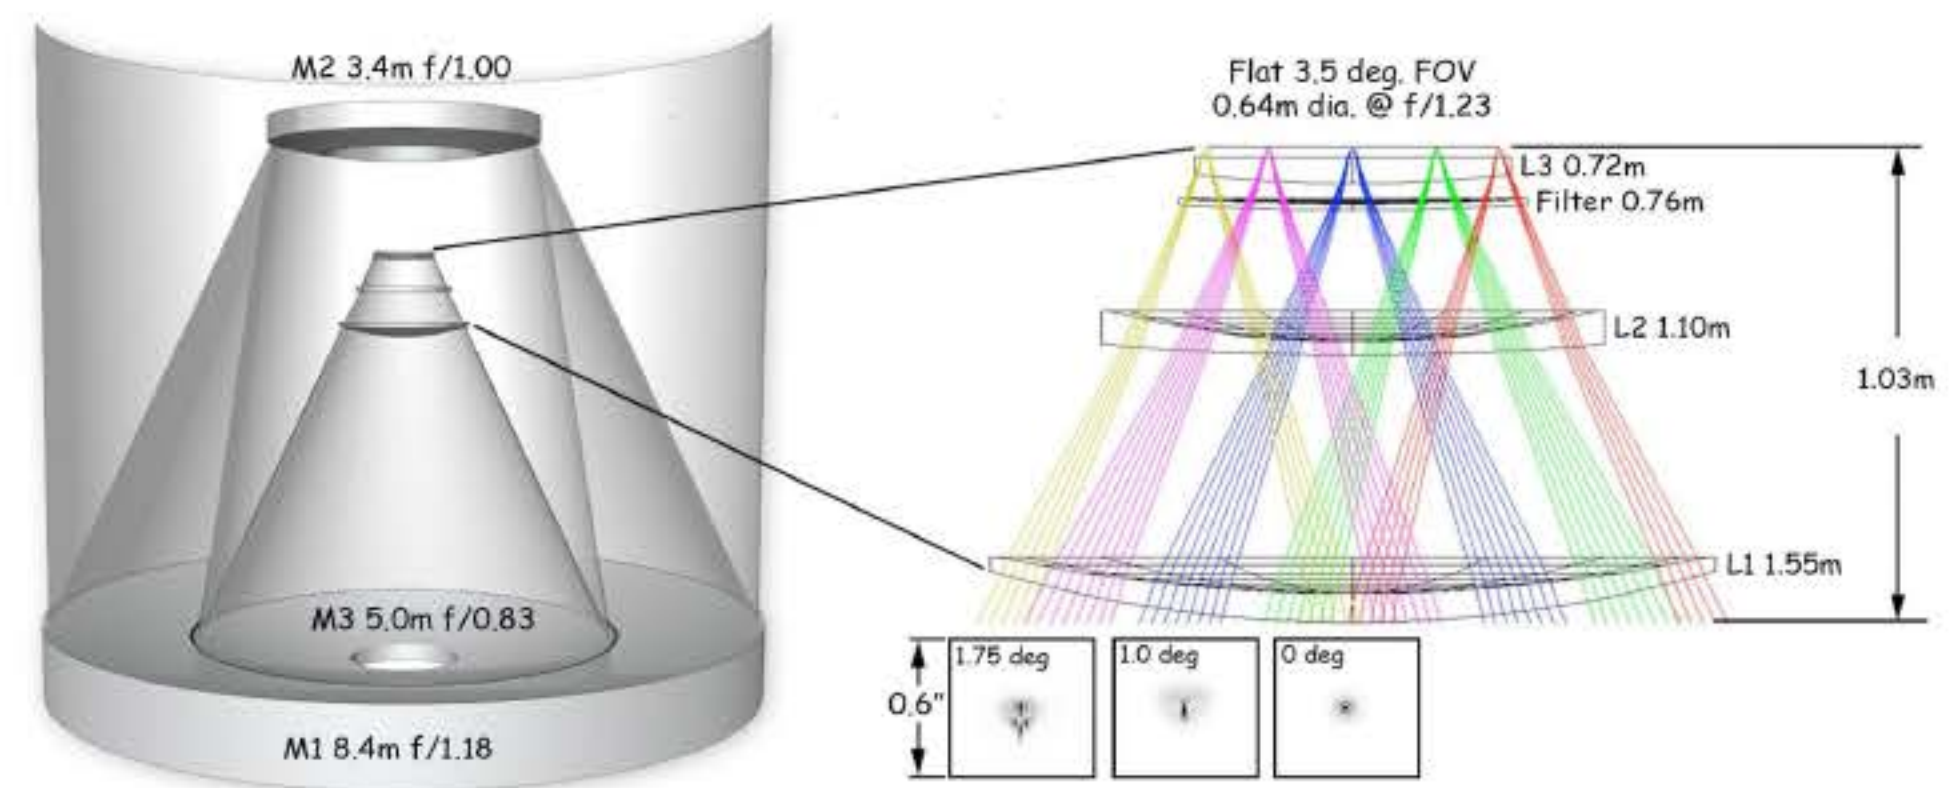 M2 3.4m f/1.00
M3 5.0m f/0.83
M1 8.4m f/1.18
Flat 3.5 deg. FOV
0.64m dia. @ f/1.23
L3 0.72m
Filter 0.76m
L2 1.10m
1.03m
L1 1.55m
0.6"
1.75 deg
1.0 deg
0 deg